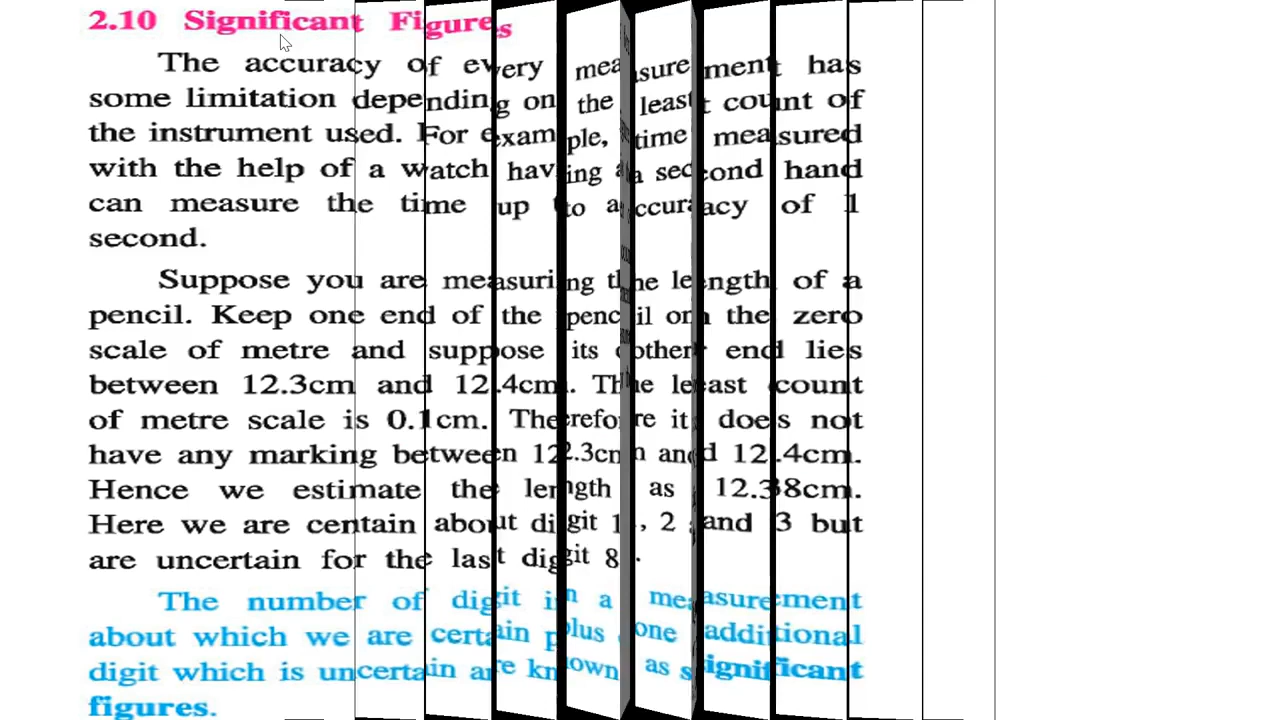 2.10 Significant Figures
The accuracy of every measurement has
some limitation depending on the least count of
the instrument used. For example, time measured
with the help of a watch having a second hand
can measure the time up to accuracy of 1
second.
Suppose you are measuring the length of a
pencil. Keep one end of the pencil on the zero
scale of metre and suppose its other end lies
between 12.3cm and 12.4cm. The least count
of metre scale is 0.1cm. Therefore it does not
have any marking between 12.3cm and 12.4cm.
Hence we estimate the length as 12.38cm.
Here we are centain about digit 1, 2 and 3 but
are uncertain for the last digit 8.
The number of digit in a measurement
about which we are certain plus one additional
digit which is uncertain are known as significant
figures.